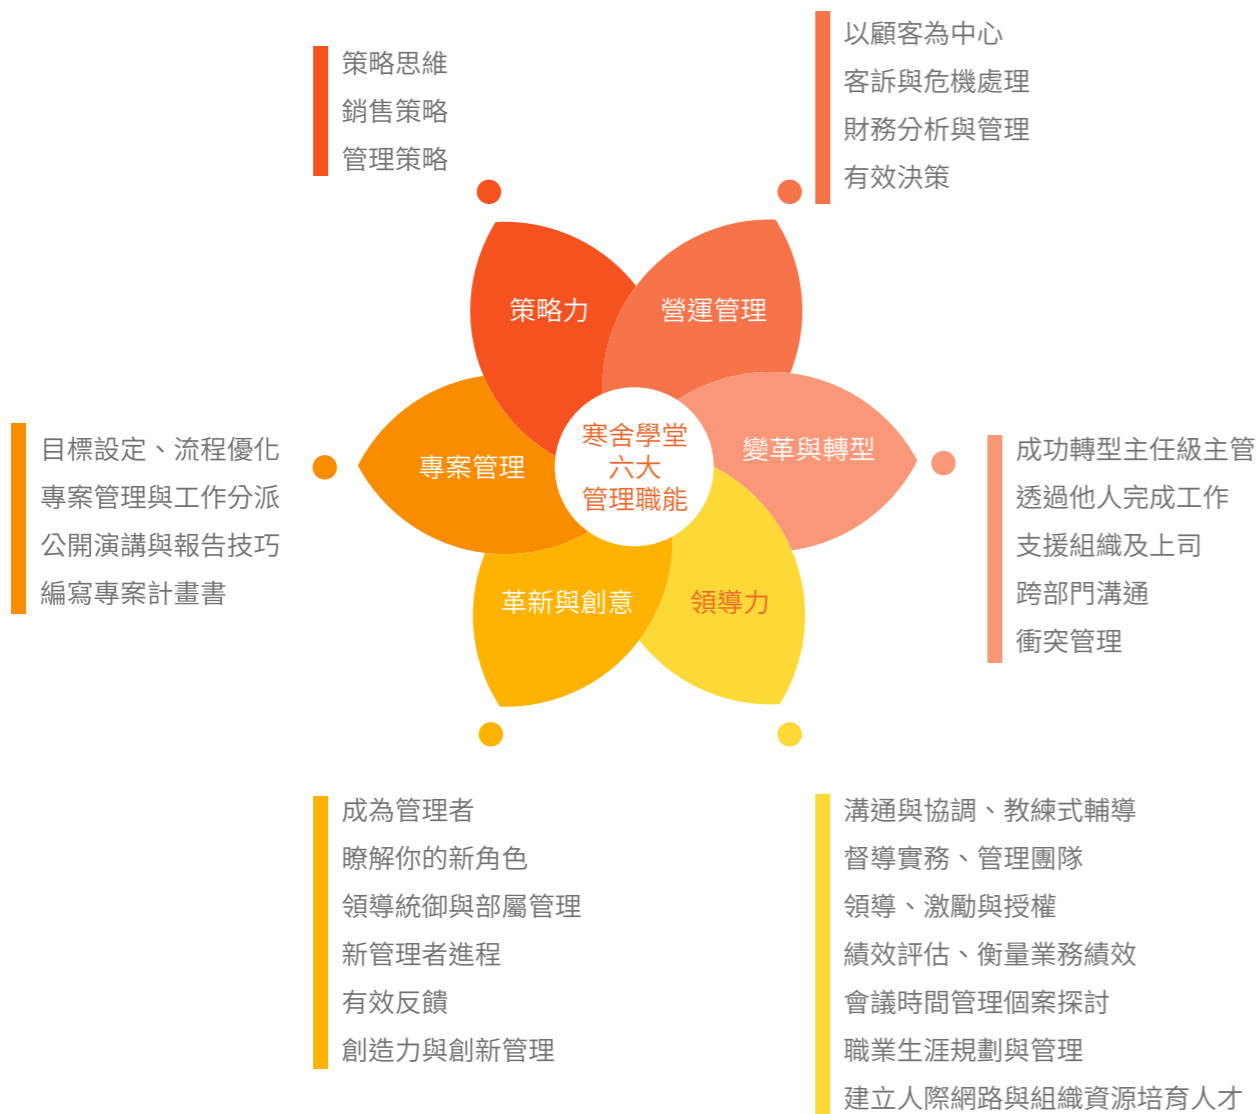 策略思維
銷售策略
管理策略
以顧客為中心
客訴與危機處理
財務分析與管理
有效決策
策略力
營運管理
目標設定、流程優化
專案管理與工作分派
公開演講與報告技巧
編寫專案計畫書
專案管理
寒舍學堂
六大
管理職能
變革與轉型
成功轉型主任級主管
透過他人完成工作
支援組織及上司
跨部門溝通
衝突管理
革新與創意
領導力
成為管理者
瞭解你的新角色
領導統御與部屬管理
新管理者進程
有效反饋
創造力與創新管理
溝通與協調、教練式輔導
督導實務、管理團隊
領導、激勵與授權
績效評估、衡量業務績效
會議時間管理個案探討
職業生涯規劃與管理
建立人際網路與組織資源培育人才